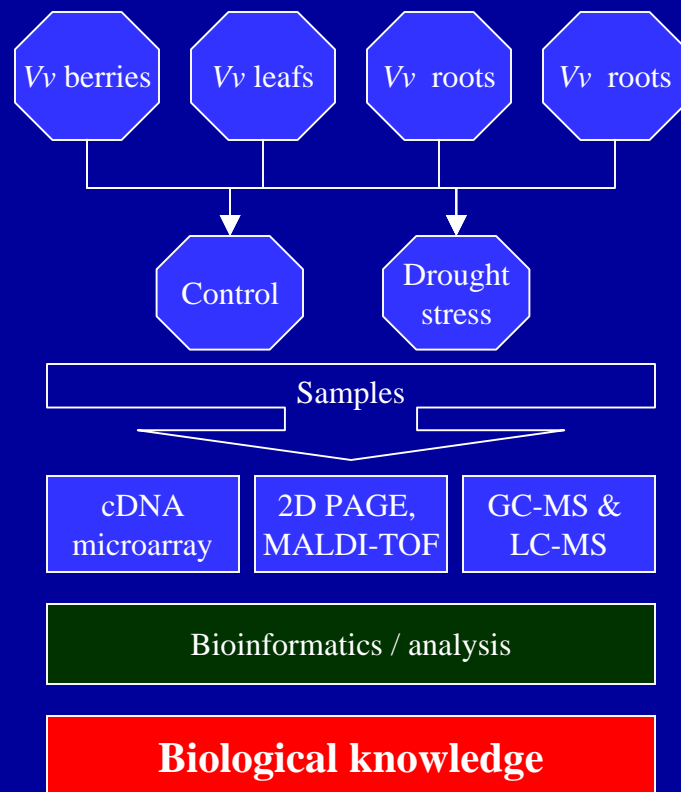 Vv berries
Vv leafs
Vv roots
Vv roots
Control
Drought
stress
Samples
cDNA
microarray
2D PAGE,
MALDI-TOF
GC-MS &
LC-MS
Bioinformatics / analysis
Biological knowledge